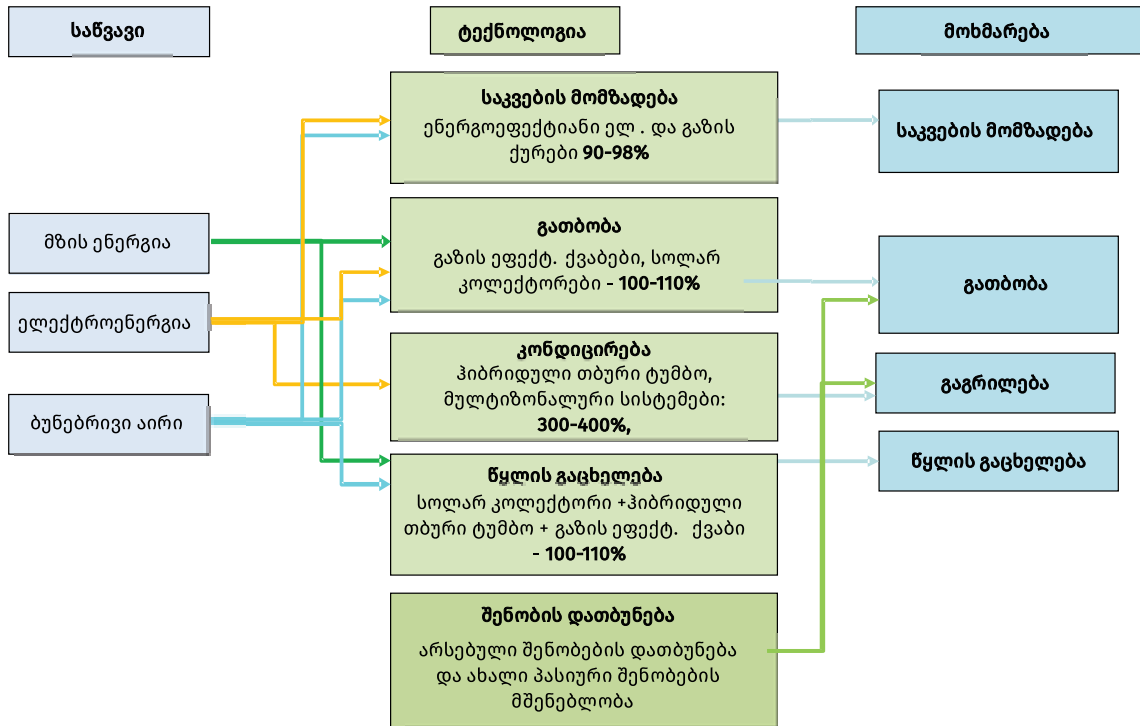 საწვავი
ტექნოლოგია
მოხმარება
საკვების მომზადება
ენერგოეფექტიანი ელ . და გაზის
ქურები 90-98%
საკვების მომზადება
მზის ენერგია
გათბობა
გაზის ეფექტ. ქვაბები, სოლარ
კოლექტორები - 100-110%
გათბობა
ელექტროენერგია
კონდიცირება
ჰიბრიდული თბური ტუმბო,
მულტიზონალური სისტემები:
300-400%,
გაგრილება
ბუნებრივი აირი
წყლის გაცხელება
სოლარ კოლექტორი +ჰიბრიდული
თბური ტუმბო + გაზის ეფექტ. ქვაბი
- 100-110%
წყლის გაცხელება
შენობის დათბუნება
არსებული შენობების დათბუნება
და ახალი პასიური შენობების
მშენებლობა